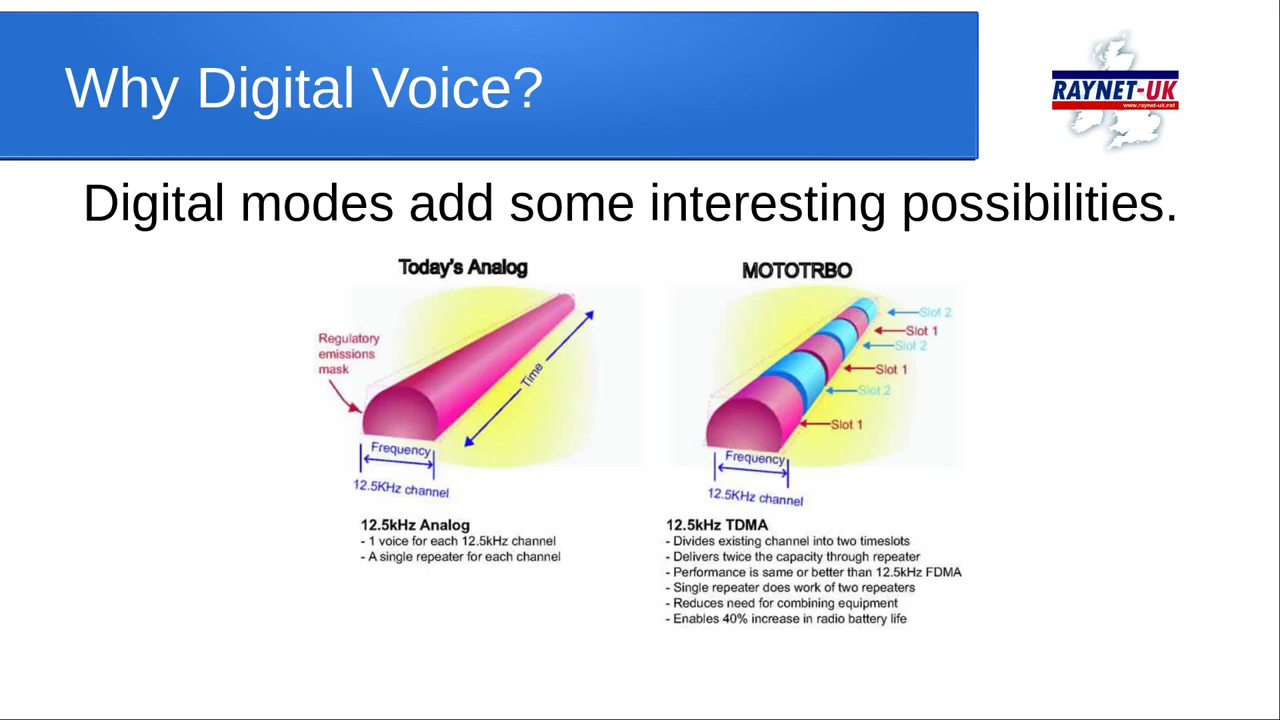 Why Digital Voice?
RAYNET-UK
www.raynet-uk.net
Digital modes add some interesting possibilities.
Today's Analog
Regulatory
emissions
mask
Time
Frequency
12.5KHz channel
12.5kHz Analog
- 1 voice for each 12.5kHz channel
- A single repeater for each channel
MOTOTRBO
Slot 2
Slot 1
Slot 2
Slot 1
Slot 2
Slot 1
Frequency
12.5KHz channel
12.5kHz TDMA
- Divides existing channel into two timeslots
- Delivers twice the capacity through repeater
- Performance is same or better than 12.5kHz FDMA
- Single repeater does work of two repeaters
- Reduces need for combining equipment
- Enables 40% increase in radio battery life